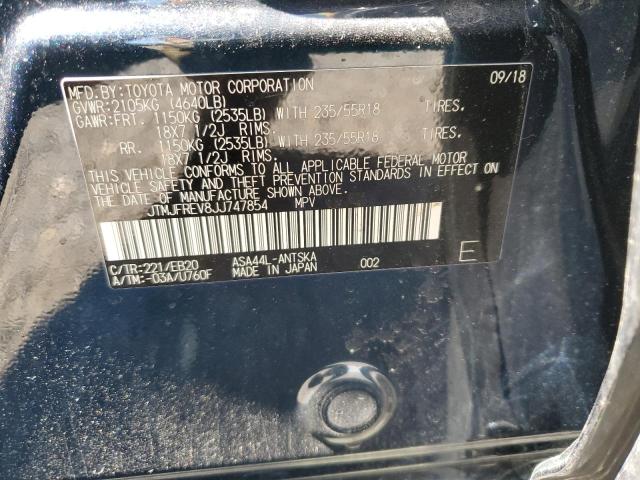 MFD.BY:TOYOTA MOTOR CORPORATION 09/18
GVWR:2105KG (4640LB)
GAWR:FRT. 1150KG (2535LB) WITH 235/55R18 TIRES.
18X7 1/2J RIMS.
RR. 1150KG (2535LB) WITH 235/55R18 TIRES.
18X7 1/2J RIMS.
THIS VEHICLE CONFORMS TO ALL APPLICABLE FEDERAL MOTOR
VEHICLE SAFETY AND THEFT PREVENTION STANDARDS IN EFFECT ON
THE DATE OF MANUFACTURE SHOWN ABOVE.
JTMJFREV8JJ747854 MPV
C/TR:221/EB20 ASA44L-ANTSKA 002 E
A/TM:-03A/U760F MADE IN JAPAN